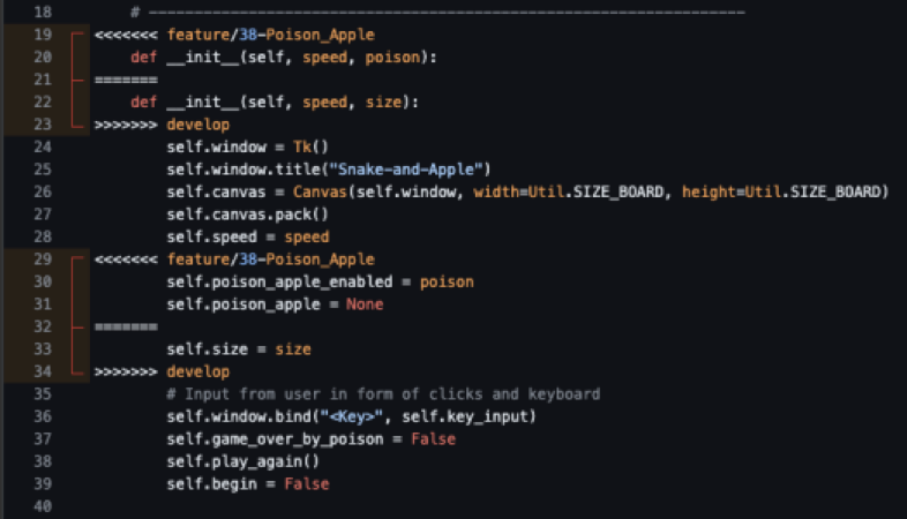 18 # ------------------------------------------------------------------
19 <<<<<<< feature/38-Poison_Apple
20 def __init__(self, speed, poison):
21 =======
22 def __init__(self, speed, size):
23 >>>>>>> develop
24 self.window = Tk()
25 self.window.title("Snake-and-Apple")
26 self.canvas = Canvas(self.window, width=Util.SIZE_BOARD, height=Util.SIZE_BOARD)
27 self.canvas.pack()
28 self.speed = speed
29 <<<<<<< feature/38-Poison_Apple
30 self.poison_apple_enabled = poison
31 self.poison_apple = None
32 =======
33 self.size = size
34 >>>>>>> develop
35 # Input from user in form of clicks and keyboard
36 self.window.bind("<Key>", self.key_input)
37 self.game_over_by_poison = False
38 self.play_again()
39 self.begin = False
40